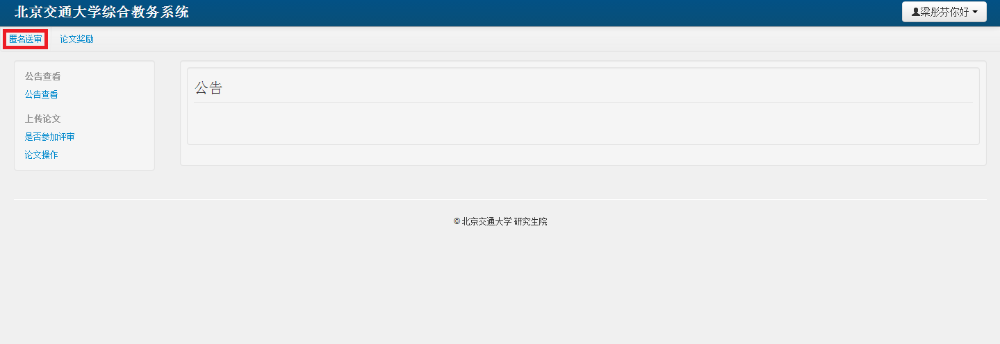 北京交通大学综合教务系统
梁彤芬你好
匿名送审 论文奖励
公告查看
公告查看
上传论文
是否参加评审
论文操作
公告
© 北京交通大学 研究生院